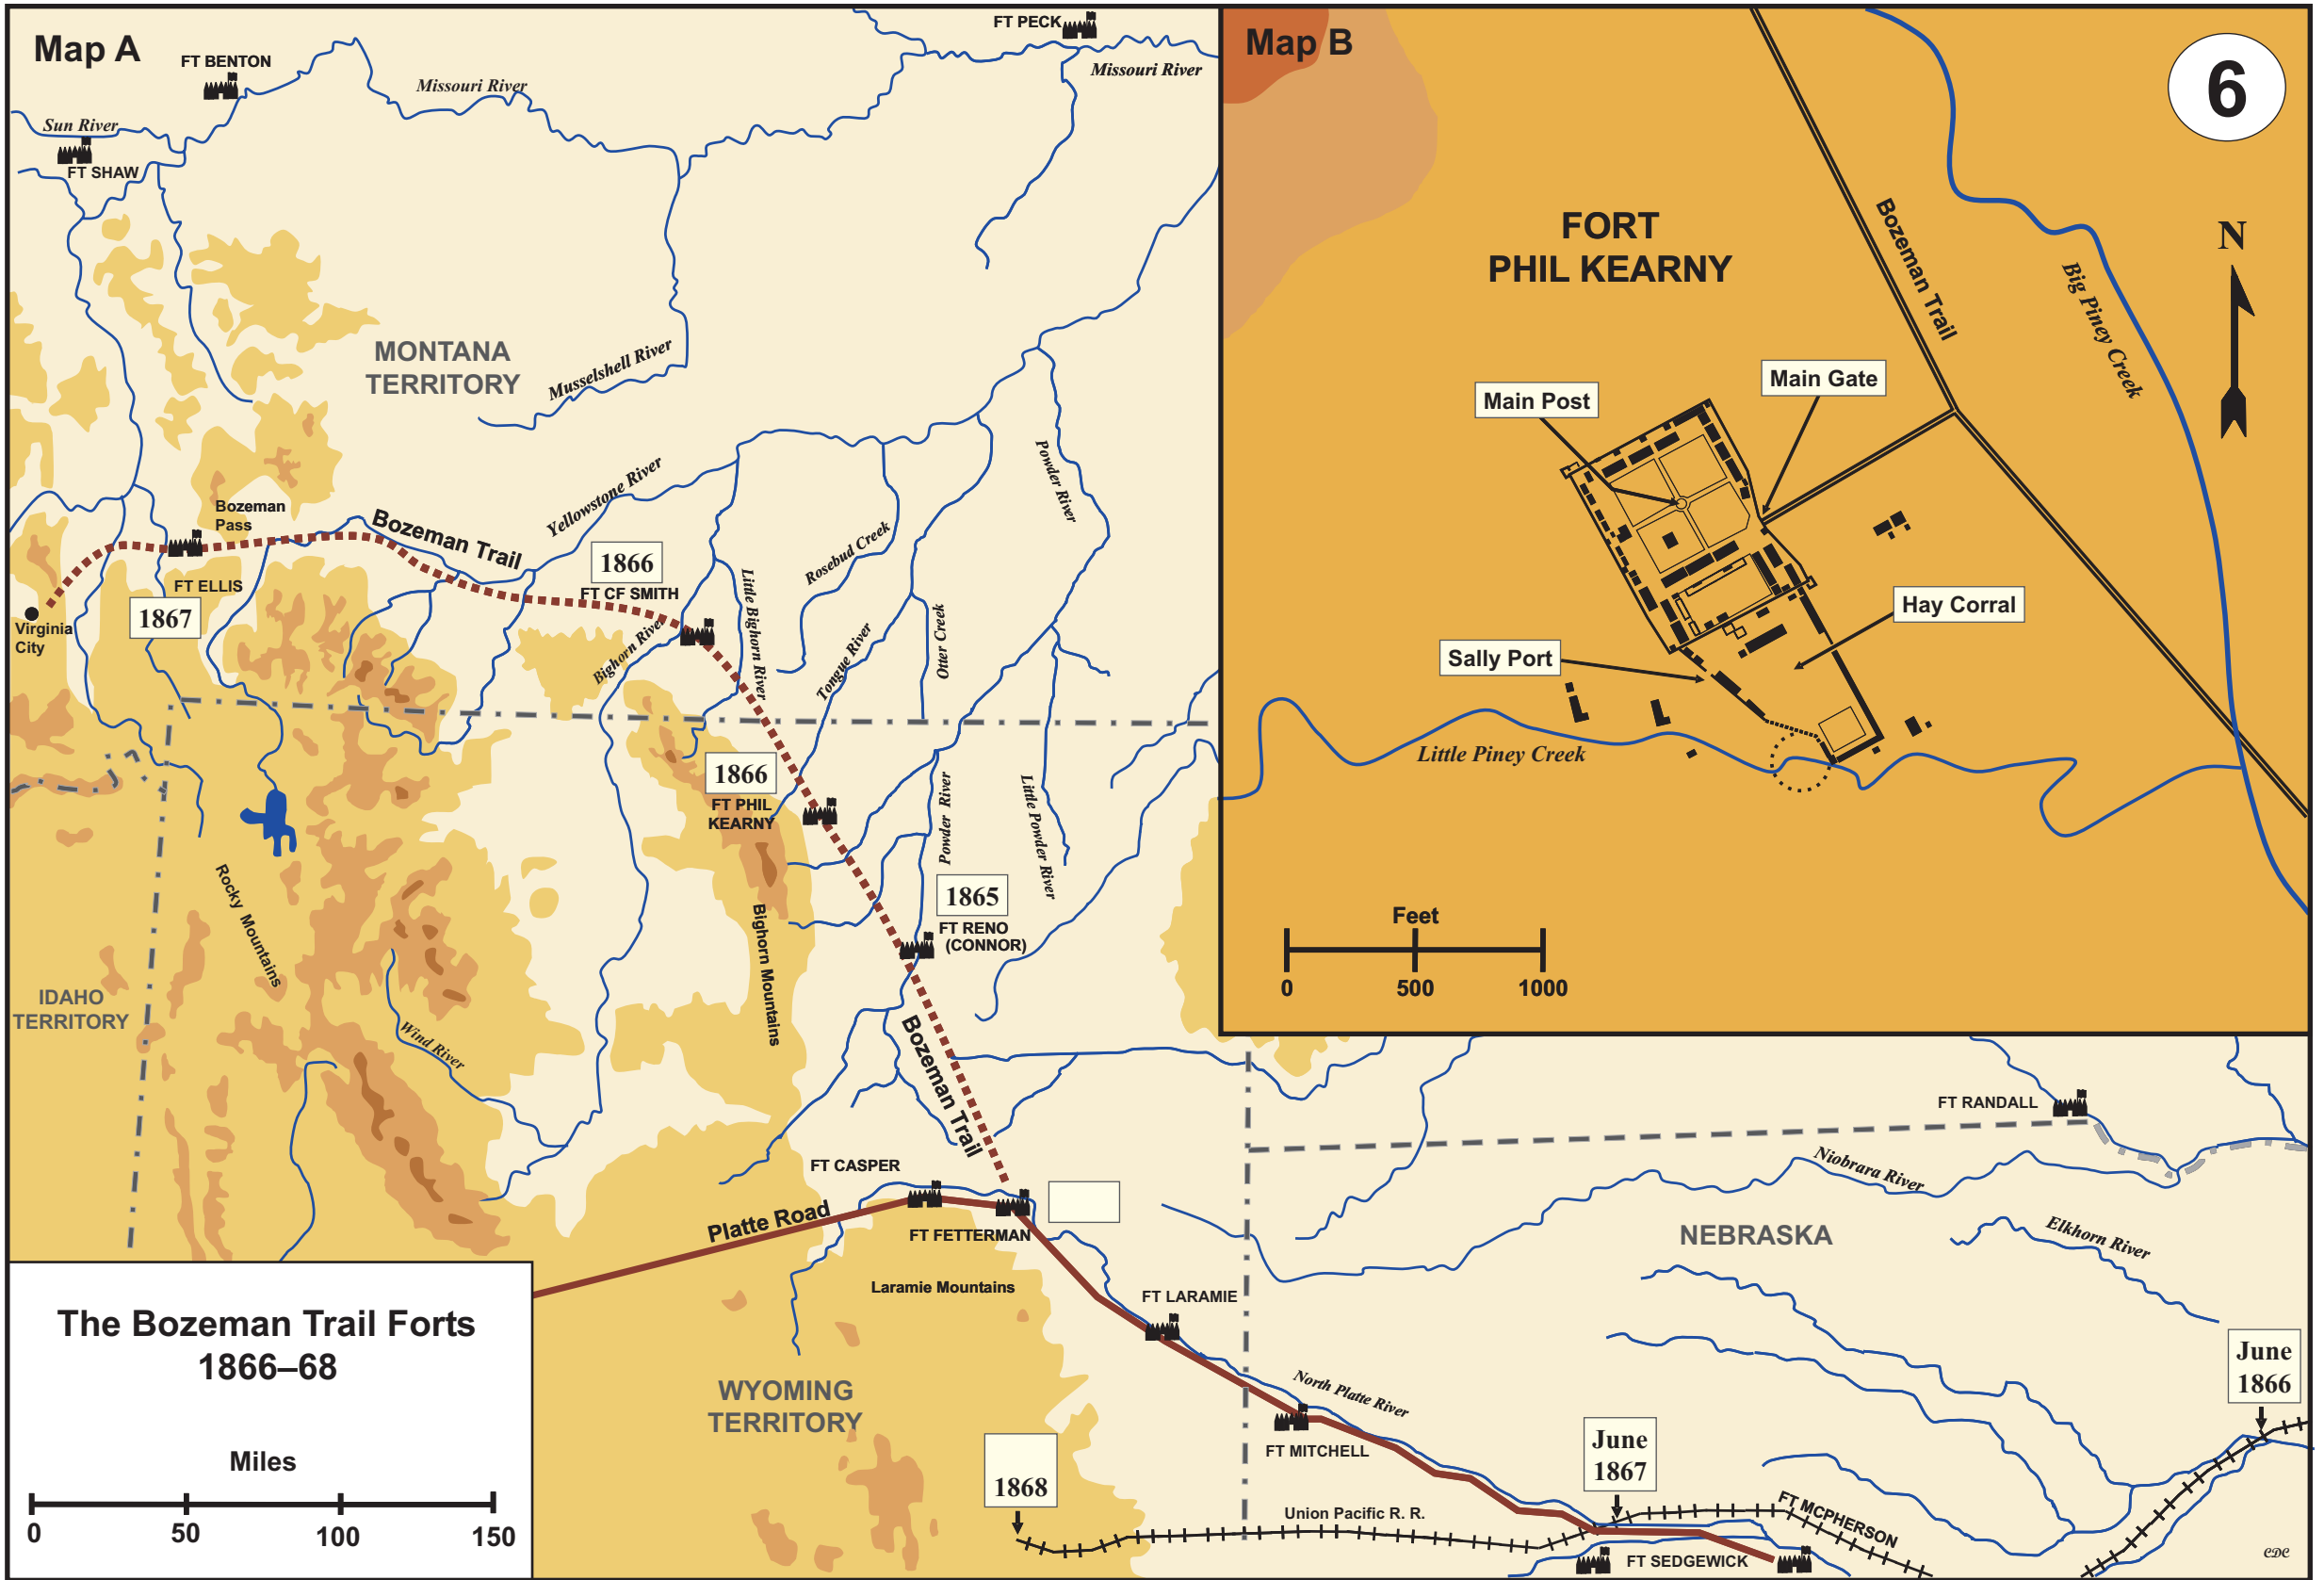 Map A
FT BENTON
FT PECK
Missouri River
Missouri River
Sun River
FT SHAW
MONTANA
TERRITORY
Musselshell River
Yellowstone River
Powder River
Bozeman
Pass
Bozeman Trail
1866
FT CF SMITH
Rosebud Creek
Little Bighorn River
FT ELLIS
1867
Virginia
City
Bighorn River
Tongue River
Otter Creek
1866
FT PHIL
KEARNY
Powder River
Little Powder River
1865
FT RENO
(CONNOR)
Rocky Mountains
Bighorn Mountains
IDAHO
TERRITORY
Wind River
Bozeman Trail
FT CASPER
Platte Road
FT FETTERMAN
Laramie Mountains
FT LARAMIE
WYOMING
TERRITORY
1868
North Platte River
FT MITCHELL
Union Pacific R. R.
June
1867
FT MCPHERSON
FT SEDGEWICK
June
1866
FT RANDALL
Niobrara River
NEBRASKA
Elkhorn River
CDC
The Bozeman Trail Forts
1866–68
Miles
0 50 100 150
Map B
6
FORT
PHIL KEARNY
Bozeman Trail
Big Piney Creek
N
Main Post
Main Gate
Hay Corral
Sally Port
Little Piney Creek
Feet
0 500 1000